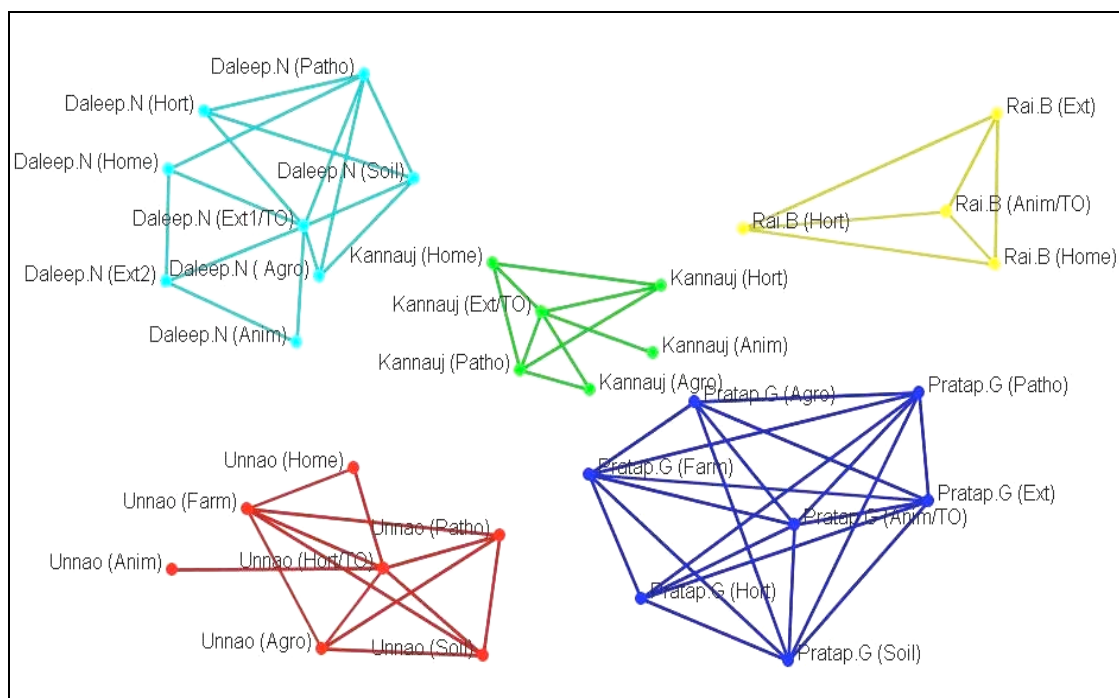 Daleep.N (Patho)
Daleep.N (Hort)
Daleep.N (Home)
Daleep.N (Soil)
Daleep.N (Ext1/TO)
Daleep.N (Ext2)
Daleep.N ( Agro)
Daleep.N (Anim)
Rai.B (Ext)
Rai.B (Hort)
Rai.B (Anim/TO)
Rai.B (Home)
Kannauj (Home)
Kannauj (Hort)
Kannauj (Ext/TO)
Kannauj (Anim)
Kannauj (Patho)
Kannauj (Agro)
Pratap.G (Agro)
Pratap.G (Patho)
Pratap.G (Farm)
Pratap.G (Ext)
Pratap.G (Anim/TO)
Pratap.G (Hort)
Pratap.G (Soil)
Unnao (Home)
Unnao (Farm)
Unnao (Patho)
Unnao (Anim)
Unnao (Hort/TO)
Unnao (Agro)
Unnao (Soil)